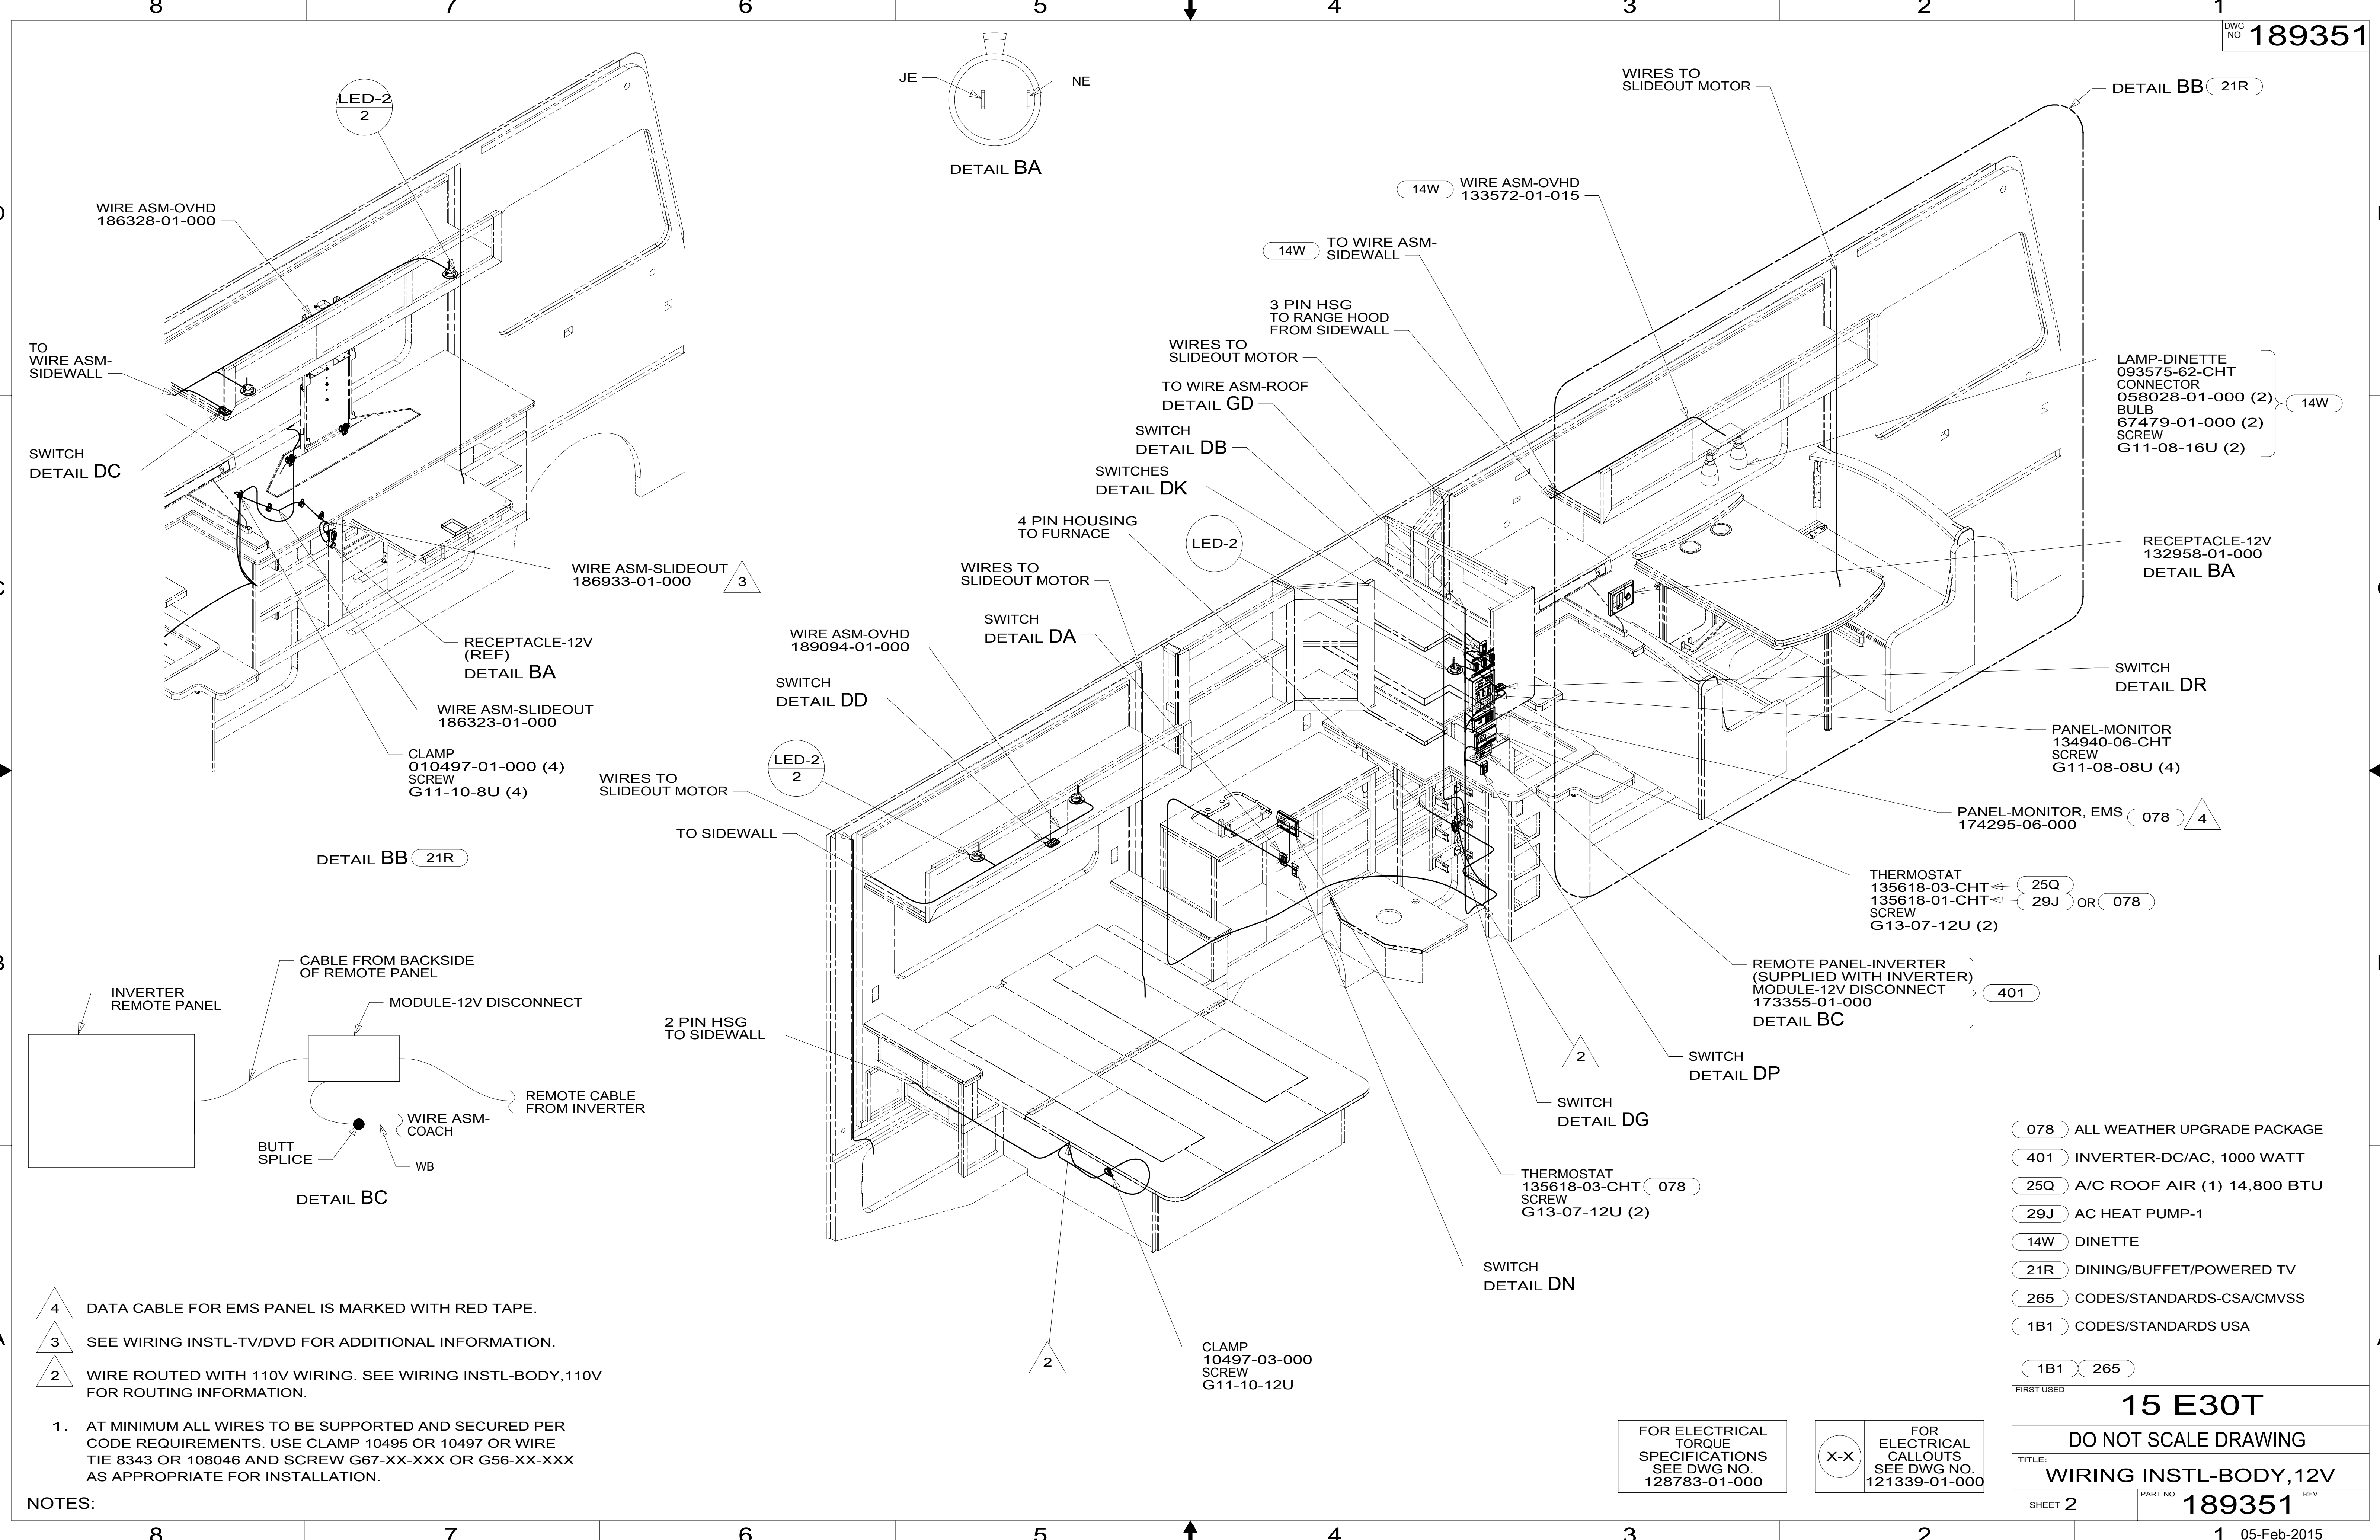 8 7 6 5 4 3 2 1
DWG NO 189351
LED-2
2
WIRE ASM-OVHD
186328-01-000
TO
WIRE ASM-
SIDEWALL
SWITCH
DETAIL DC
WIRE ASM-SLIDEOUT
186933-01-000
3
RECEPTACLE-12V
(REF)
DETAIL BA
WIRE ASM-SLIDEOUT
186323-01-000
CLAMP
010497-01-000 (4)
SCREW
G11-10-8U (4)
DETAIL BB 21R
JE
NE
DETAIL BA
WIRES TO
SLIDEOUT MOTOR
DETAIL BB 21R
14W WIRE ASM-OVHD
133572-01-015
14W TO WIRE ASM-
SIDEWALL
3 PIN HSG
TO RANGE HOOD
FROM SIDEWALL
WIRES TO
SLIDEOUT MOTOR
TO WIRE ASM-ROOF
DETAIL GD
SWITCH
DETAIL DB
SWITCHES
DETAIL DK
4 PIN HOUSING
TO FURNACE
LED-2
WIRES TO
SLIDEOUT MOTOR
SWITCH
DETAIL DA
WIRE ASM-OVHD
189094-01-000
SWITCH
DETAIL DD
LED-2
2
WIRES TO
SLIDEOUT MOTOR
TO SIDEWALL
2 PIN HSG
TO SIDEWALL
LAMP-DINETTE
093575-62-CHT
CONNECTOR
058028-01-000 (2)
BULB
67479-01-000 (2)
SCREW
G11-08-16U (2)
14W
RECEPTACLE-12V
132958-01-000
DETAIL BA
SWITCH
DETAIL DR
PANEL-MONITOR
134940-06-CHT
SCREW
G11-08-08U (4)
PANEL-MONITOR, EMS 078 4
174295-06-000
THERMOSTAT
135618-03-CHT 25Q
135618-01-CHT 29J OR 078
SCREW
G13-07-12U (2)
REMOTE PANEL-INVERTER
(SUPPLIED WITH INVERTER)
MODULE-12V DISCONNECT
173355-01-000
DETAIL BC
401
SWITCH
DETAIL DP
2
SWITCH
DETAIL DG
THERMOSTAT
135618-03-CHT 078
SCREW
G13-07-12U (2)
SWITCH
DETAIL DN
CLAMP
10497-03-000
SCREW
G11-10-12U
2
INVERTER
REMOTE PANEL
CABLE FROM BACKSIDE
OF REMOTE PANEL
MODULE-12V DISCONNECT
REMOTE CABLE
FROM INVERTER
WIRE ASM-
COACH
BUTT
SPLICE
WB
DETAIL BC
4 DATA CABLE FOR EMS PANEL IS MARKED WITH RED TAPE.
3 SEE WIRING INSTL-TV/DVD FOR ADDITIONAL INFORMATION.
2 WIRE ROUTED WITH 110V WIRING. SEE WIRING INSTL-BODY,110V
FOR ROUTING INFORMATION.
1. AT MINIMUM ALL WIRES TO BE SUPPORTED AND SECURED PER
CODE REQUIREMENTS. USE CLAMP 10495 OR 10497 OR WIRE
TIE 8343 OR 108046 AND SCREW G67-XX-XXX OR G56-XX-XXX
AS APPROPRIATE FOR INSTALLATION.
NOTES:
078 ALL WEATHER UPGRADE PACKAGE
401 INVERTER-DC/AC, 1000 WATT
25Q A/C ROOF AIR (1) 14,800 BTU
29J AC HEAT PUMP-1
14W DINETTE
21R DINING/BUFFET/POWERED TV
265 CODES/STANDARDS-CSA/CMVSS
1B1 CODES/STANDARDS USA
1B1 265
FOR ELECTRICAL
TORQUE
SPECIFICATIONS
SEE DWG NO.
128783-01-000
X-X
FOR
ELECTRICAL
CALLOUTS
SEE DWG NO.
121339-01-000
FIRST USED
15 E30T
DO NOT SCALE DRAWING
TITLE:
WIRING INSTL-BODY,12V
SHEET 2 PART NO 189351 REV
8 7 6 5 4 3 2 1
05-Feb-2015